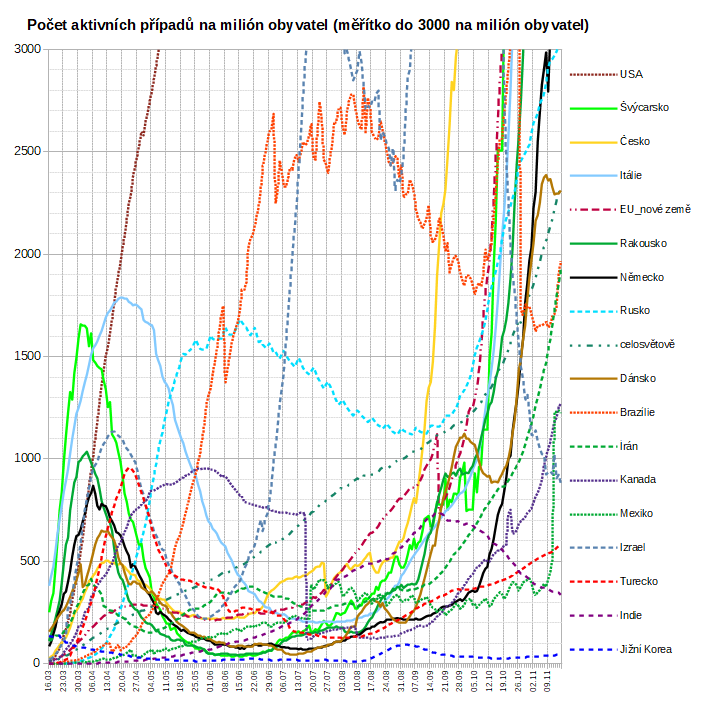 Počet aktivních případů na milión obyvatel (měřítko do 3000 na milión obyvatel)
3000
2500
2000
1500
1000
500
0
16.03
23.03
30.03
06.04
13.04
20.04
27.04
04.05
11.05
18.05
25.05
01.06
08.06
15.06
22.06
29.06
06.07
13.07
20.07
27.07
03.08
10.08
17.08
24.08
31.08
07.09
14.09
21.09
28.09
05.10
12.10
19.10
26.10
02.11
09.11
USA
Švýcarsko
Česko
Itálie
EU_nové země
Rakousko
Německo
Rusko
celosvětově
Dánsko
Brazílie
Írán
Kanada
Mexiko
Izrael
Turecko
Indie
Jižní Korea